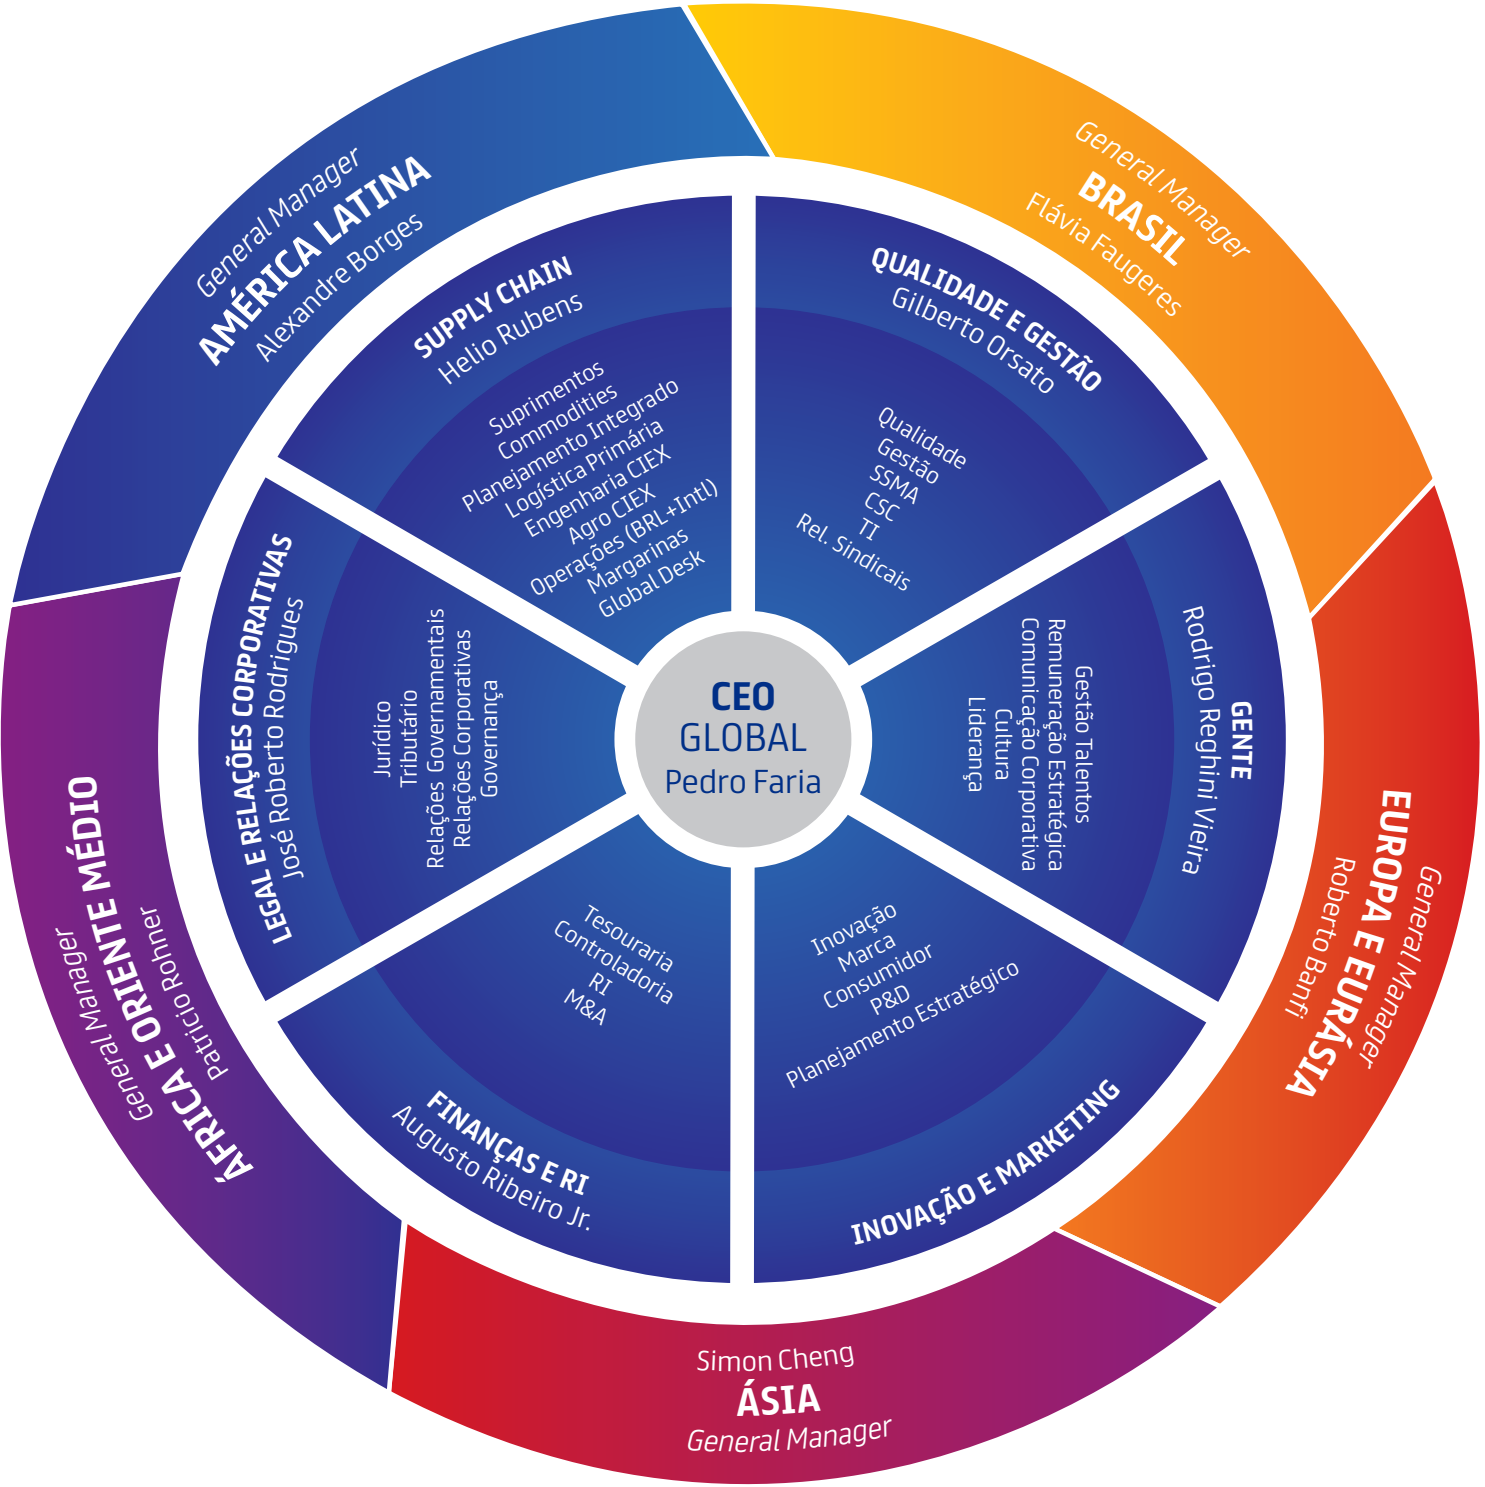 General Manager
AMÉRICA LATINA
Alexandre Borges
General Manager
BRASIL
Flávia Faugeres
General Manager
EUROPA E EURÁSIA
Roberto Banfi
Simon Cheng
ÁSIA
General Manager
General Manager
ÁFRICA E ORIENTE MÉDIO
Patricio Rohner
SUPPLY CHAIN
Helio Rubens
Suprimentos
Commodities
Planejamento Integrado
Logística Primária
Engenharia CIEX
Agro CIEX
Operações (BRL+Intl)
Margarinas
Global Desk
QUALIDADE E GESTÃO
Gilberto Orsato
Qualidade
Gestão
SSMA
CSC
TI
Rel. Sindicais
GENTE
Rodrigo Reghini Vieira
Gestão Talentos
Remuneração Estratégica
Comunicação Corporativa
Cultura
Liderança
Inovação
Marca
Consumidor
P&D
Planejamento Estratégico
INOVAÇÃO E MARKETING
Tesouraria
Controladoria
RI
M&A
FINANÇAS E RI
Augusto Ribeiro Jr.
LEGAL E RELAÇÕES CORPORATIVAS
José Roberto Rodrigues
Jurídico
Tributário
Relações Governamentais
Relações Corporativas
Governança
CEO
GLOBAL
Pedro Faria